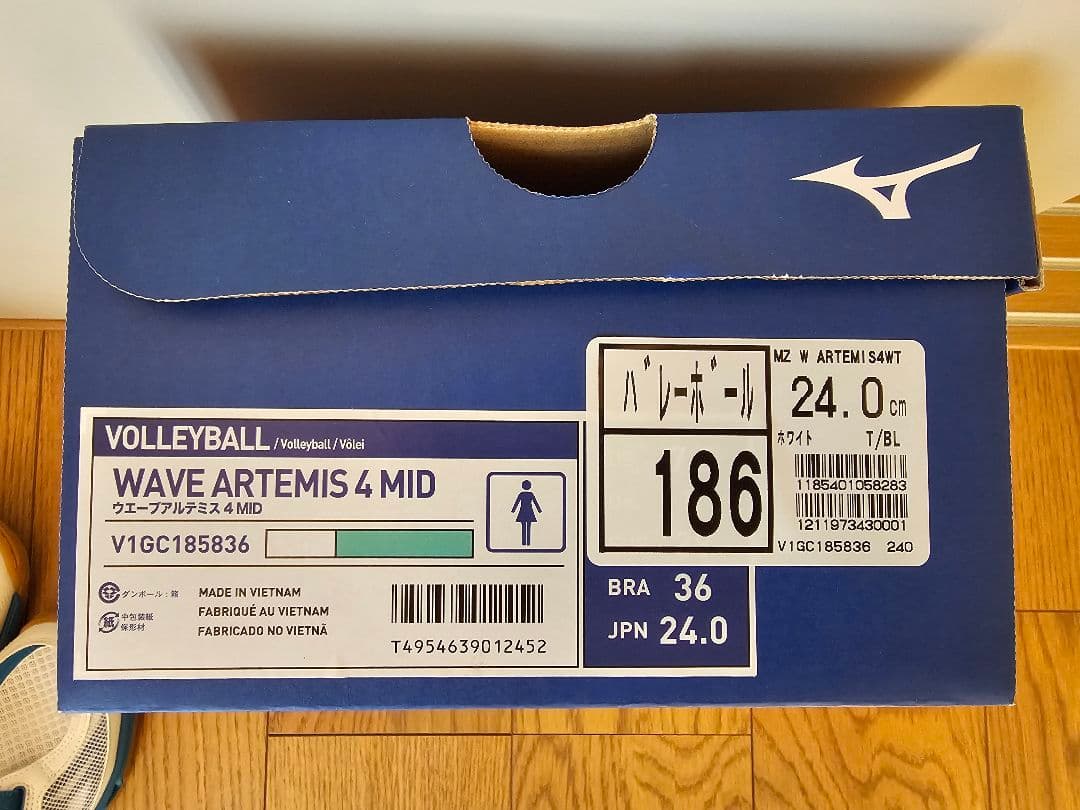 バレーボール
186
MZ W ARTEMIS4WT
24.0cm
ホワイト T/BL
1185401058283
1211973430001
V1GC185836 240
VOLLEYBALL / Volleyball / Vôlei
WAVE ARTEMIS 4 MID
ウエーブアルテミス 4 MID
V1GC185836
ダンボール：箱
紙
中包装紙
保形材
MADE IN VIETNAM
FABRIQUÉ AU VIETNAM
FABRICADO NO VIETNÃ
T4954639012452
BRA 36
JPN 24.0